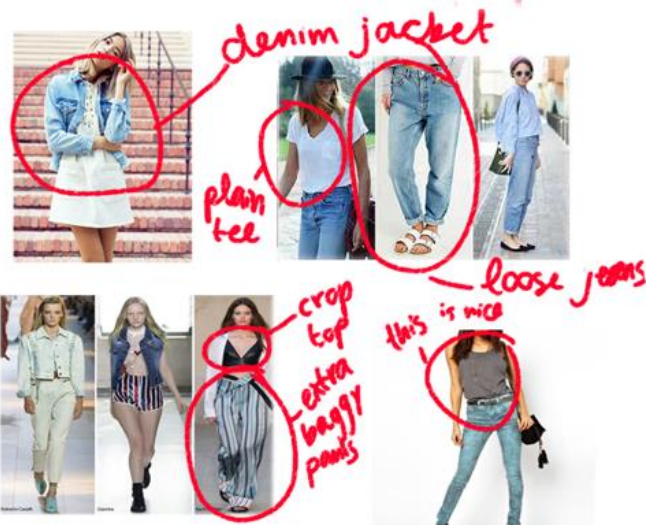 denim jacket
plain
tee
loose jeans
crop
top
this is nice
extra
baggy
pants